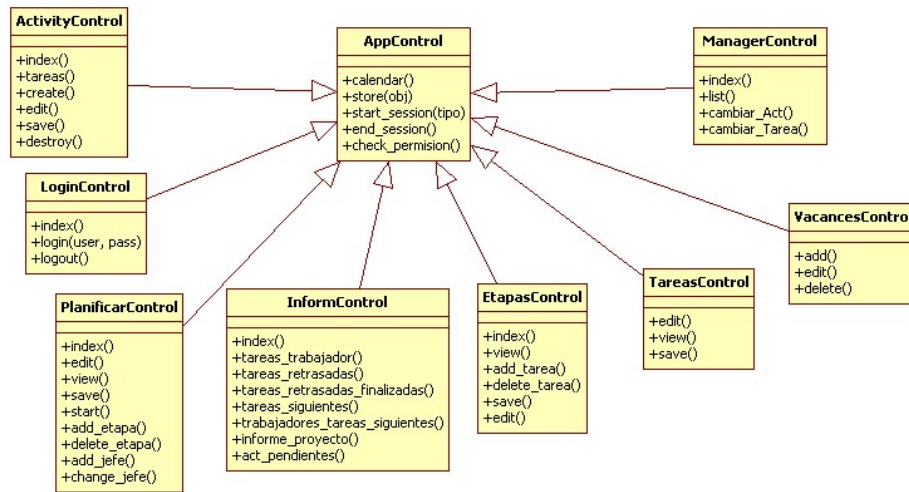 ActivityControl
+index()
+tareas()
+create()
+edit()
+save()
+destroy()
AppControl
+calendar()
+store(obj)
+start_session(tipo)
+end_session()
+check_permision()
ManagerControl
+index()
+list()
+cambiar_Act()
+cambiar_Tarea()
LoginControl
+index()
+login(user, pass)
+logout()
VacancesControl
+add()
+edit()
+delete()
PlanificarControl
+index()
+edit()
+view()
+save()
+start()
+add_etapa()
+delete_etapa()
+add_jefe()
+change_jefe()
InformControl
+index()
+tareas_trabajador()
+tareas_retrasadas()
+tareas_retrasadas_finalizadas()
+tareas_siguientes()
+trabajadores_tareas_siguientes()
+informe_proyecto()
+act_pendientes()
EtapasControl
+index()
+view()
+add_tarea()
+delete_tarea()
+save()
+edit()
TareasControl
+edit()
+view()
+save()